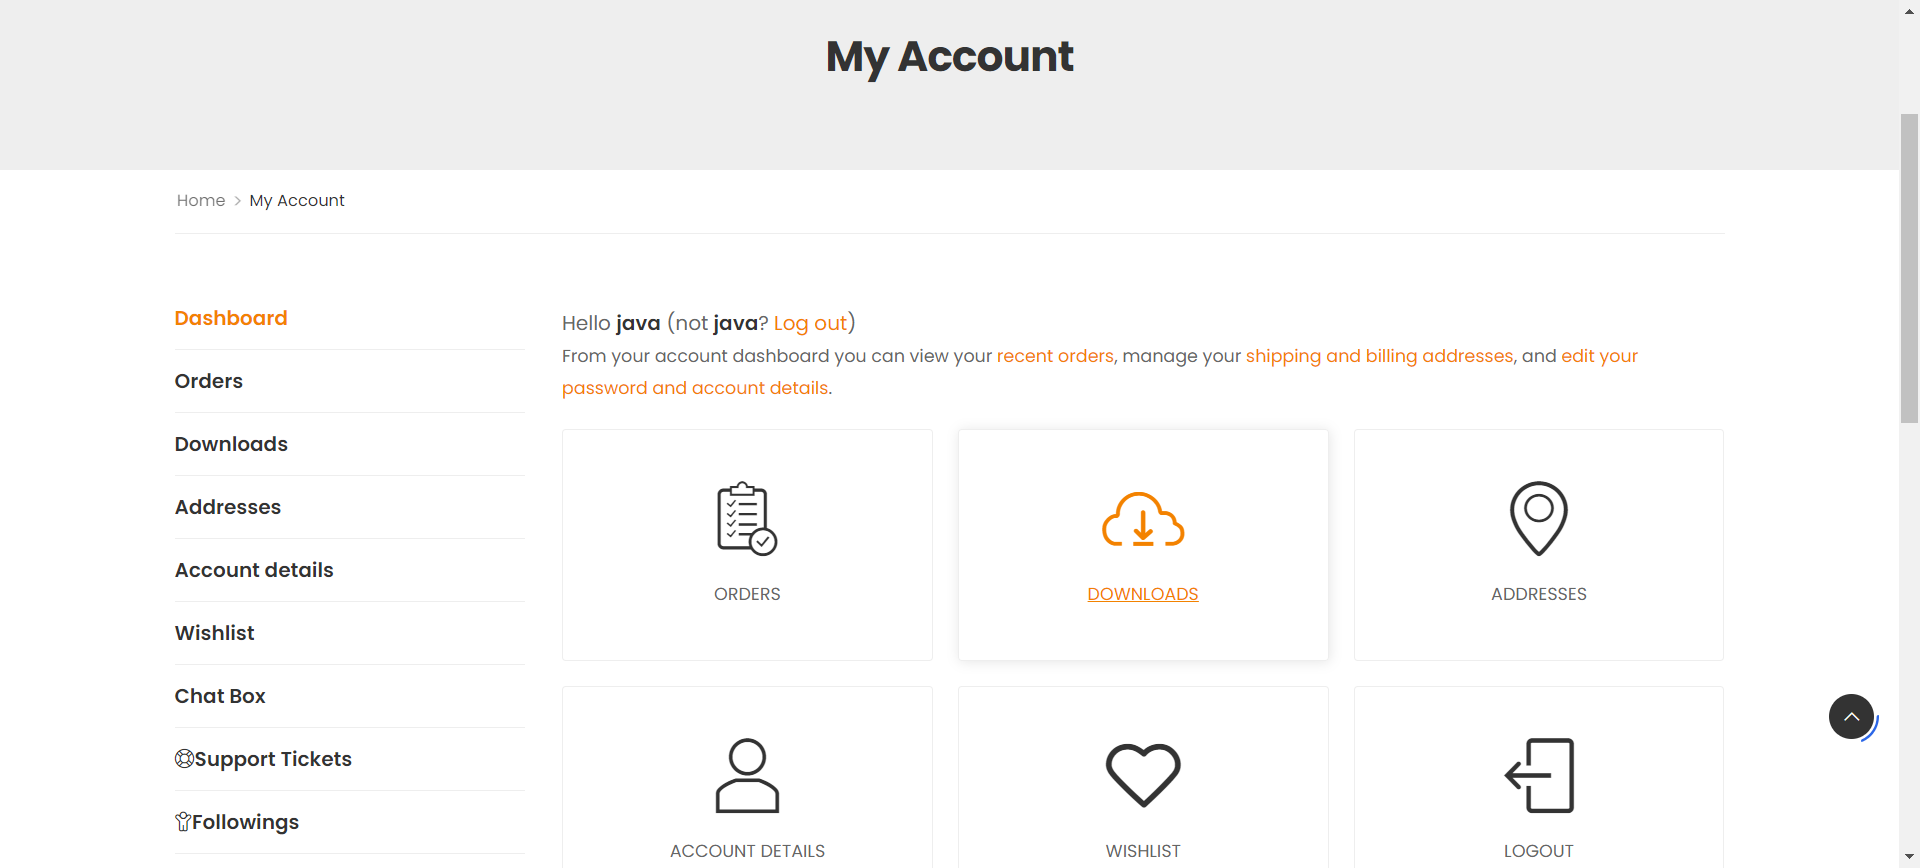 My Account
Home > My Account
Dashboard
Orders
Downloads
Addresses
Account details
Wishlist
Chat Box
Support Tickets
Followings
Hello java (not java? Log out)
From your account dashboard you can view your recent orders, manage your shipping and billing addresses, and edit your
password and account details.
ORDERS
DOWNLOADS
ADDRESSES
ACCOUNT DETAILS
WISHLIST
LOGOUT